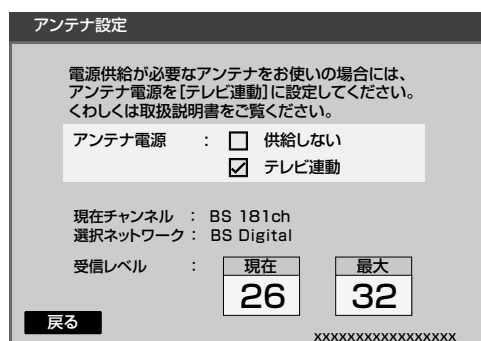 アンテナ設定
電源供給が必要なアンテナをお使いの場合には、
アンテナ電源を[テレビ連動]に設定してください。
くわしくは取扱説明書をご覧ください。
アンテナ電源 : 供給しない
テレビ連動
現在チャンネル : BS 181ch
選択ネットワーク : BS Digital
受信レベル : 現在 最大
26 32
戻る
xxxxxxxxxxxxxxxxx